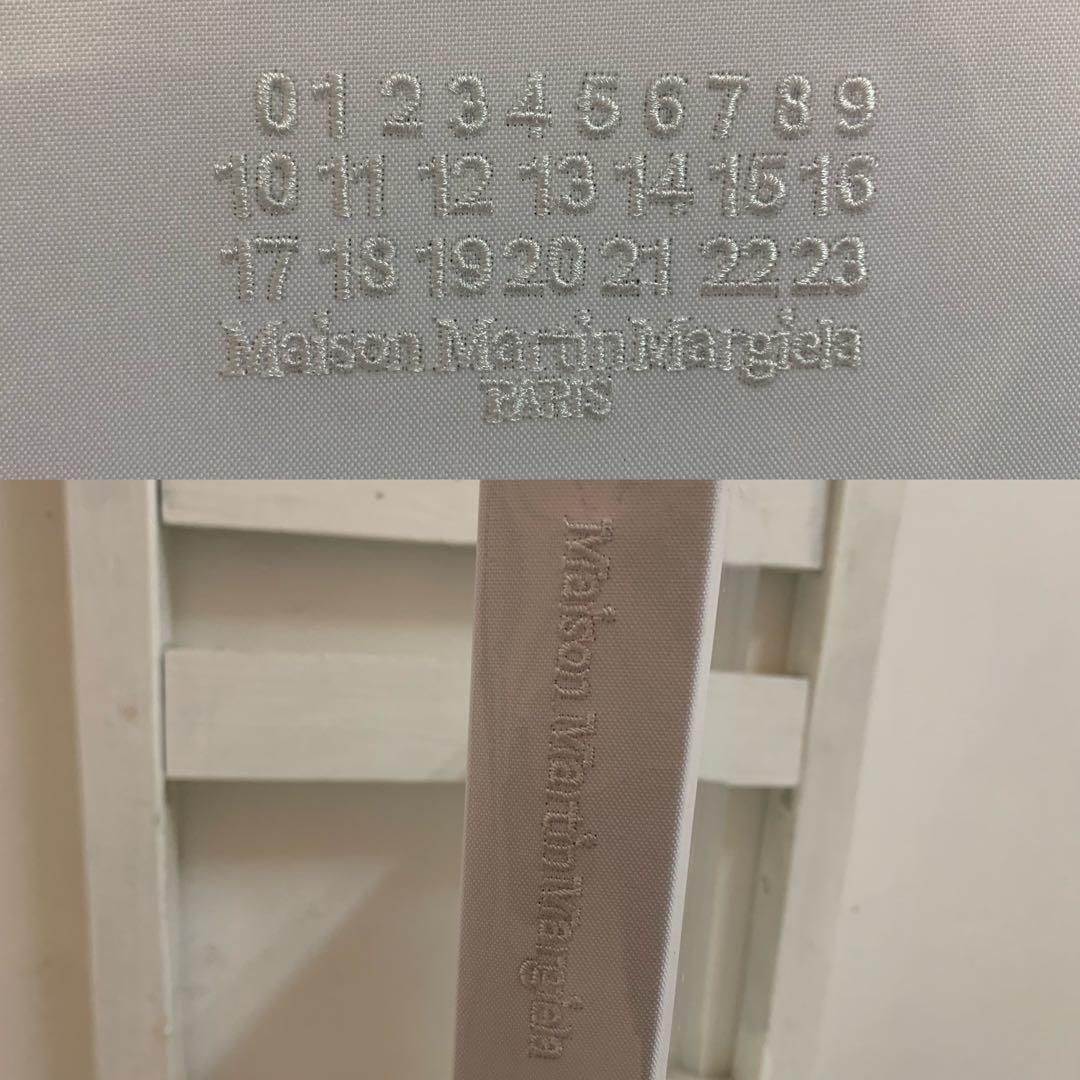 0 1 2 3 4 5 6 7 8 9
10 11 12 13 14 15 16
17 18 19 20 21 22 23
Maison Martin Margiela
PARIS
Maison Martin Margiela